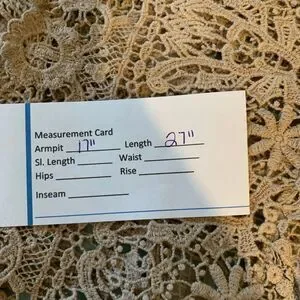 Measurement Card
Armpit 17" Length 27"
Sl. Length Waist
Hips Rise
Inseam